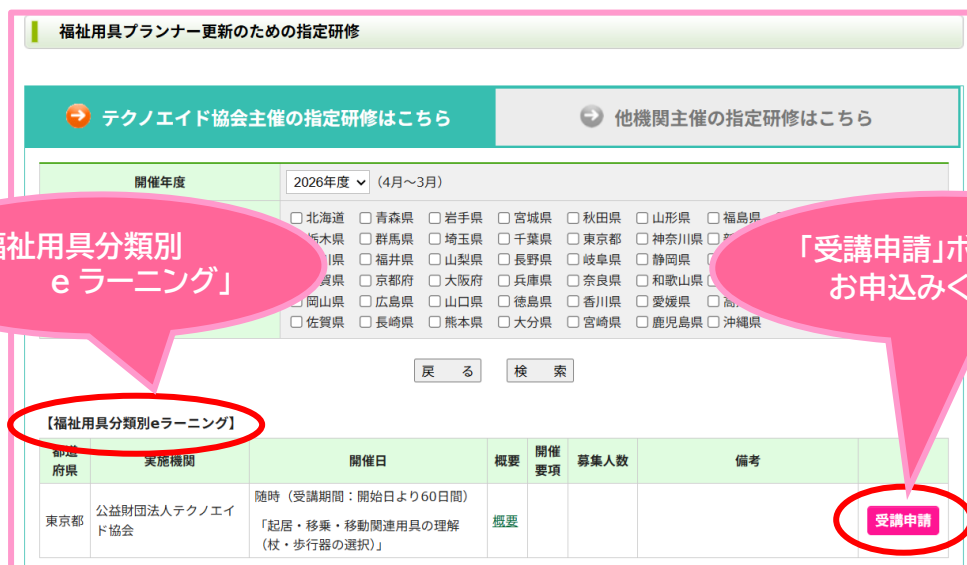 福祉用具プランナー更新のための指定研修
テクノエイド協会主催の指定研修はこちら
他機関主催の指定研修はこちら
開催年度
2026年度 (4月～3月)
北海道 青森県 岩手県 宮城県 秋田県 山形県 福島県
栃木県 群馬県 埼玉県 千葉県 東京都 神奈川県
福井県 山梨県 長野県 岐阜県 静岡県
京都府 大阪府 兵庫県 奈良県 和歌山県
岡山県 広島県 山口県 徳島県 香川県 愛媛県
佐賀県 長崎県 熊本県 大分県 宮崎県 鹿児島県 沖縄県
福祉用具分類別
eラーニング」
「受講申請」ボ
お申込みく
戻 る 検 索
【福祉用具分類別eラーニング】
都道
府県
実施機関
開催日
概要
開催
要項
募集人数
備考
東京都
公益財団法人テクノエイ
ド協会
随時（受講期間：開始日より60日間）
「起居・移乗・移動関連用具の理解
（杖・歩行器の選択）」
概要
受講申請